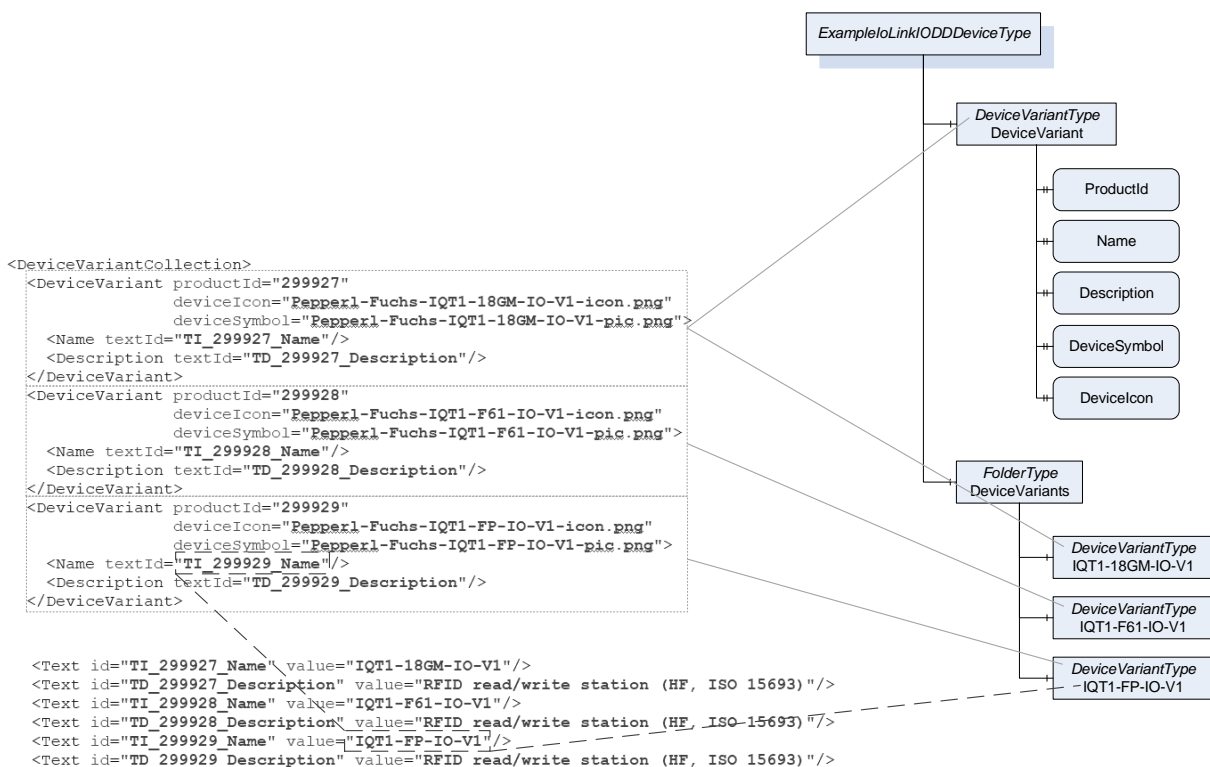 ExampleIoLinkIODDDeviceType
DeviceVariantType
DeviceVariant
ProductId
Name
Description
DeviceSymbol
DeviceIcon
FolderType
DeviceVariants
DeviceVariantType
IQT1-18GM-IO-V1
DeviceVariantType
IQT1-F61-IO-V1
DeviceVariantType
IQT1-FP-IO-V1
<DeviceVariantCollection>
<DeviceVariant productId="299927"
deviceIcon="Pepperl-Fuchs-IQT1-18GM-IO-V1-icon.png"
deviceSymbol="Pepperl-Fuchs-IQT1-18GM-IO-V1-pic.png">
<Name textId="TI_299927_Name"/>
<Description textId="TD_299927_Description"/>
</DeviceVariant>
<DeviceVariant productId="299928"
deviceIcon="Pepperl-Fuchs-IQT1-F61-IO-V1-icon.png"
deviceSymbol="Pepperl-Fuchs-IQT1-F61-IO-V1-pic.png">
<Name textId="TI_299928_Name"/>
<Description textId="TD_299928_Description"/>
</DeviceVariant>
<DeviceVariant productId="299929"
deviceIcon="Pepperl-Fuchs-IQT1-FP-IO-V1-icon.png"
deviceSymbol="Pepperl-Fuchs-IQT1-FP-IO-V1-pic.png">
<Name textId="TI_299929_Name"/>
<Description textId="TD_299929_Description"/>
</DeviceVariant>
<Text id="TI_299927_Name" value="IQT1-18GM-IO-V1"/>
<Text id="TD_299927_Description" value="RFID read/write station (HF, ISO 15693)"/>
<Text id="TI_299928_Name" value="IQT1-F61-IO-V1"/>
<Text id="TD_299928_Description" value="RFID read/write station (HF, ISO 15693)"/>
<Text id="TI_299929_Name" value="IQT1-FP-IO-V1"/>
<Text id="TD_299929_Description" value="RFID read/write station (HF, ISO 15693)"/>